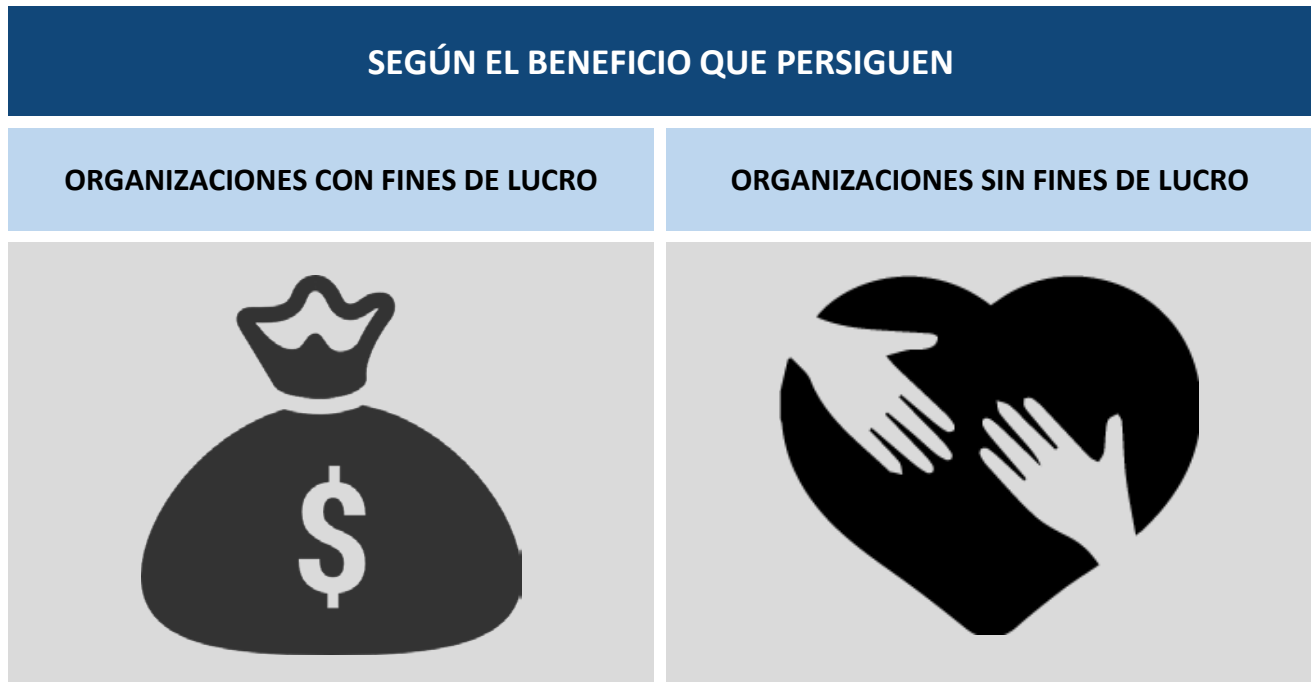 SEGÚN EL BENEFICIO QUE PERSIGUEN
ORGANIZACIONES CON FINES DE LUCRO
ORGANIZACIONES SIN FINES DE LUCRO
$